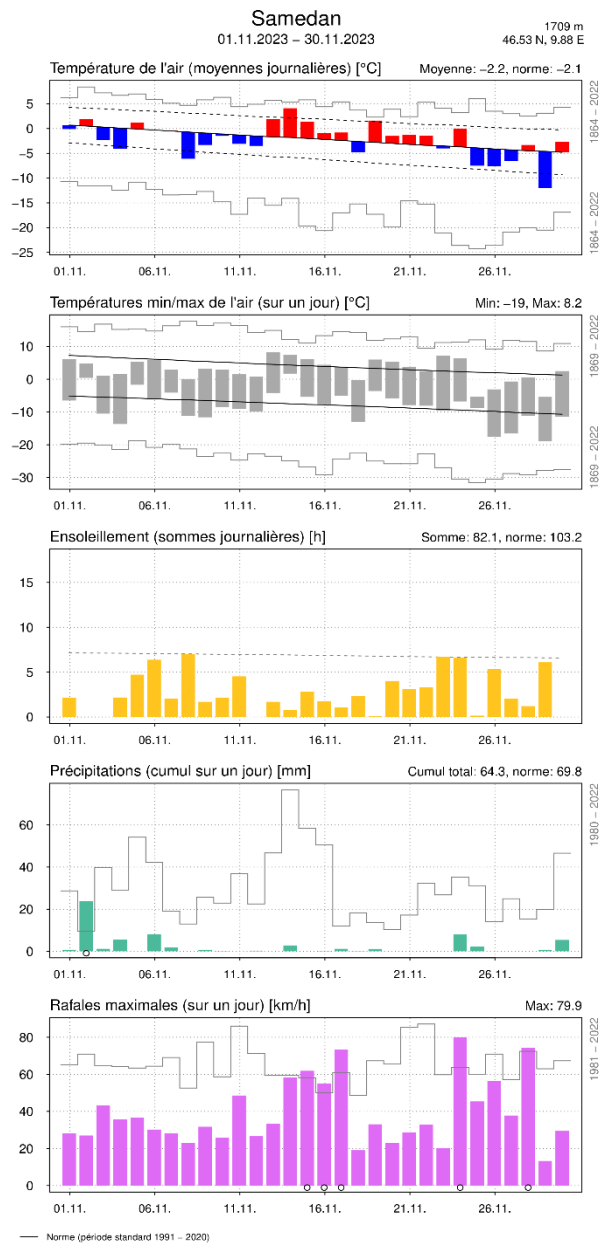 Samedan
01.11.2023 − 30.11.2023
1709 m
46.53 N, 9.88 E
Température de l'air (moyennes journalières) [°C]
Moyenne: −2.2, norme: −2.1
5
0
−5
−10
−15
−20
−25
1864 − 2022
1864 − 2022
01.11. 06.11. 11.11. 16.11. 21.11. 26.11.
Températures min/max de l'air (sur un jour) [°C]
Min: −19, Max: 8.2
10
0
−10
−20
−30
1869 − 2022
1869 − 2022
01.11. 06.11. 11.11. 16.11. 21.11. 26.11.
Ensoleillement (sommes journalières) [h]
Somme: 82.1, norme: 103.2
15
10
5
0
01.11. 06.11. 11.11. 16.11. 21.11. 26.11.
Précipitations (cumul sur un jour) [mm]
Cumul total: 64.3, norme: 69.8
60
40
20
0
1980 − 2022
01.11. 06.11. 11.11. 16.11. 21.11. 26.11.
Rafales maximales (sur un jour) [km/h]
Max: 79.9
80
60
40
20
0
1981 − 2022
01.11. 06.11. 11.11. 16.11. 21.11. 26.11.
Norme (période standard 1991 − 2020)